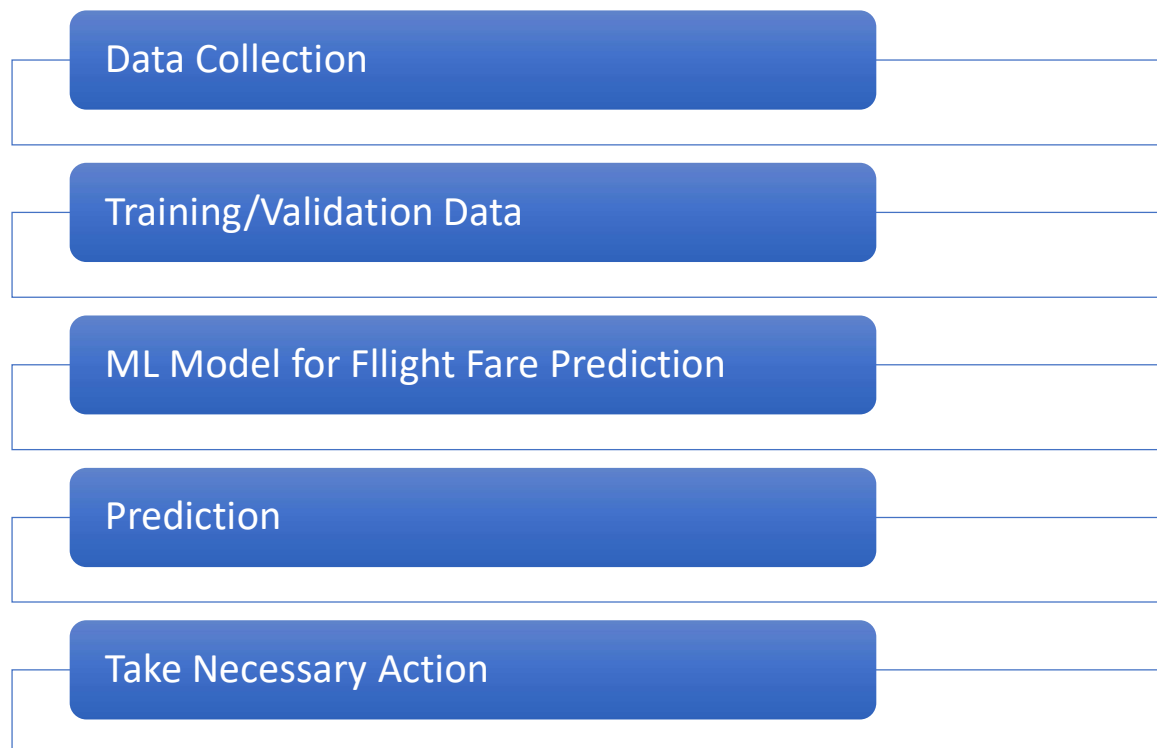 Data Collection
Training/Validation Data
ML Model for Fllight Fare Prediction
Prediction
Take Necessary Action